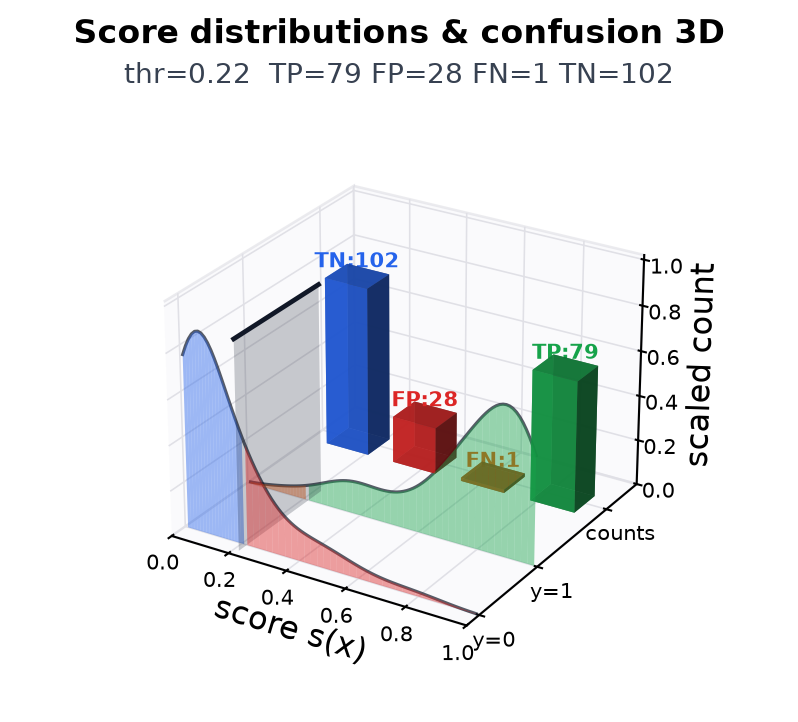 Score distributions & confusion 3D
thr=0.22  TP=79 FP=28 FN=1 TN=102
TN:102
TP:79
FP:28
FN:1
1.0
0.8
0.6
0.4
0.2
0.0
scaled count
counts
y=1
y=0
0.0
0.2
0.4
0.6
0.8
1.0
score s(x)